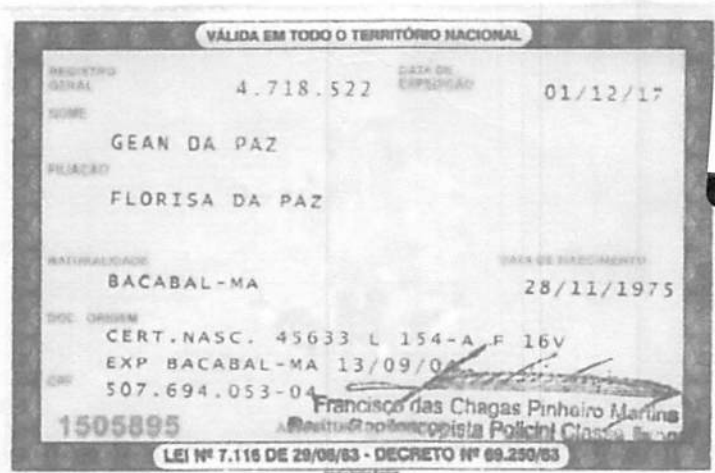 VÁLIDA EM TODO O TERRITÓRIO NACIONAL
REGISTRO GERAL 4.718.522 DATA DE EXPEDIÇÃO 01/12/17
NOME
GEAN DA PAZ
FILIAÇÃO
FLORISA DA PAZ
NATURALIDADE DATA DE NASCIMENTO
BACABAL-MA 28/11/1975
DOC. ORIGEM
CERT.NASC. 45633 L 154-A F 16V
EXP BACABAL-MA 13/09/0
CPF 507.694.053-04
Francisco das Chagas Pinheiro Martins
1505895
LEI Nº 7.116 DE 29/08/83 - DECRETO Nº 89.250/83